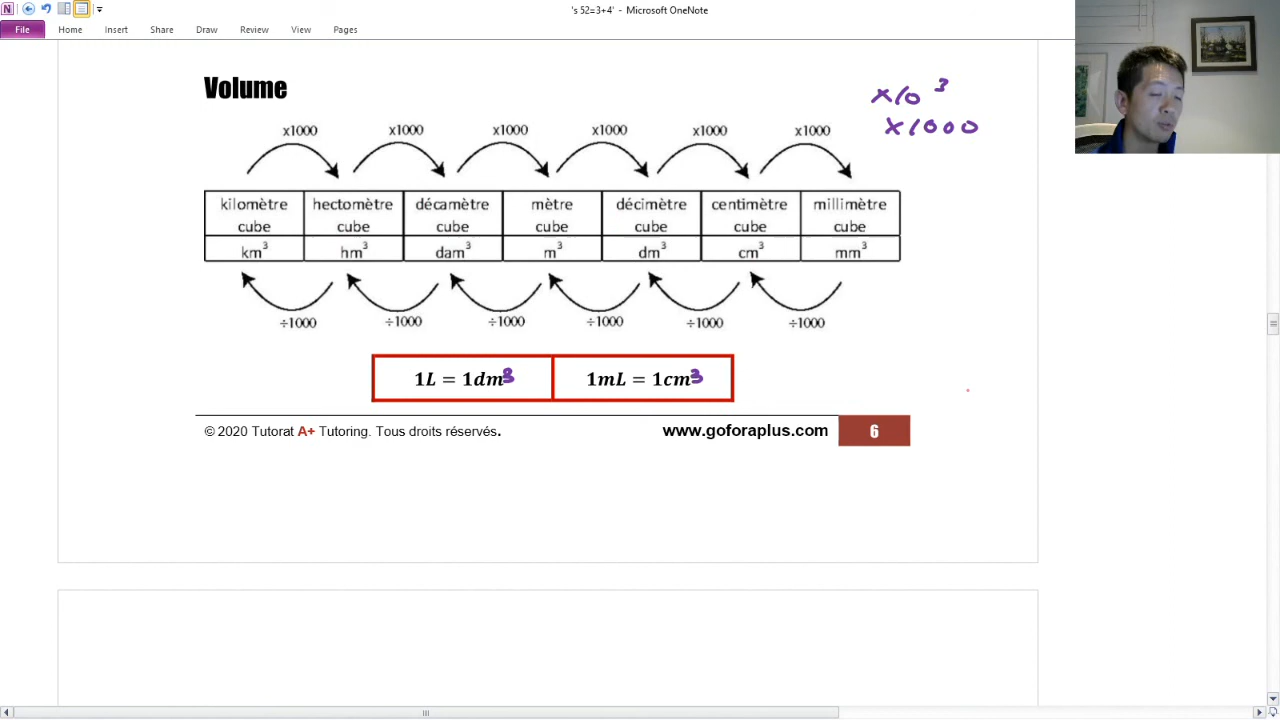 's 52=3+4' - Microsoft OneNote
File Home Insert Share Draw Review View Pages
Volume
x10 3
x1000
x1000 x1000 x1000 x1000 x1000 x1000
kilomètre cube hectomètre cube décamètre cube mètre cube décimètre cube centimètre cube millimètre cube
km³ hm³ dam³ m³ dm³ cm³ mm³
÷1000 ÷1000 ÷1000 ÷1000 ÷1000 ÷1000
1L = 1dm3 1mL = 1cm3
© 2020 Tutorat A+ Tutoring. Tous droits réservés. www.goforaplus.com 6